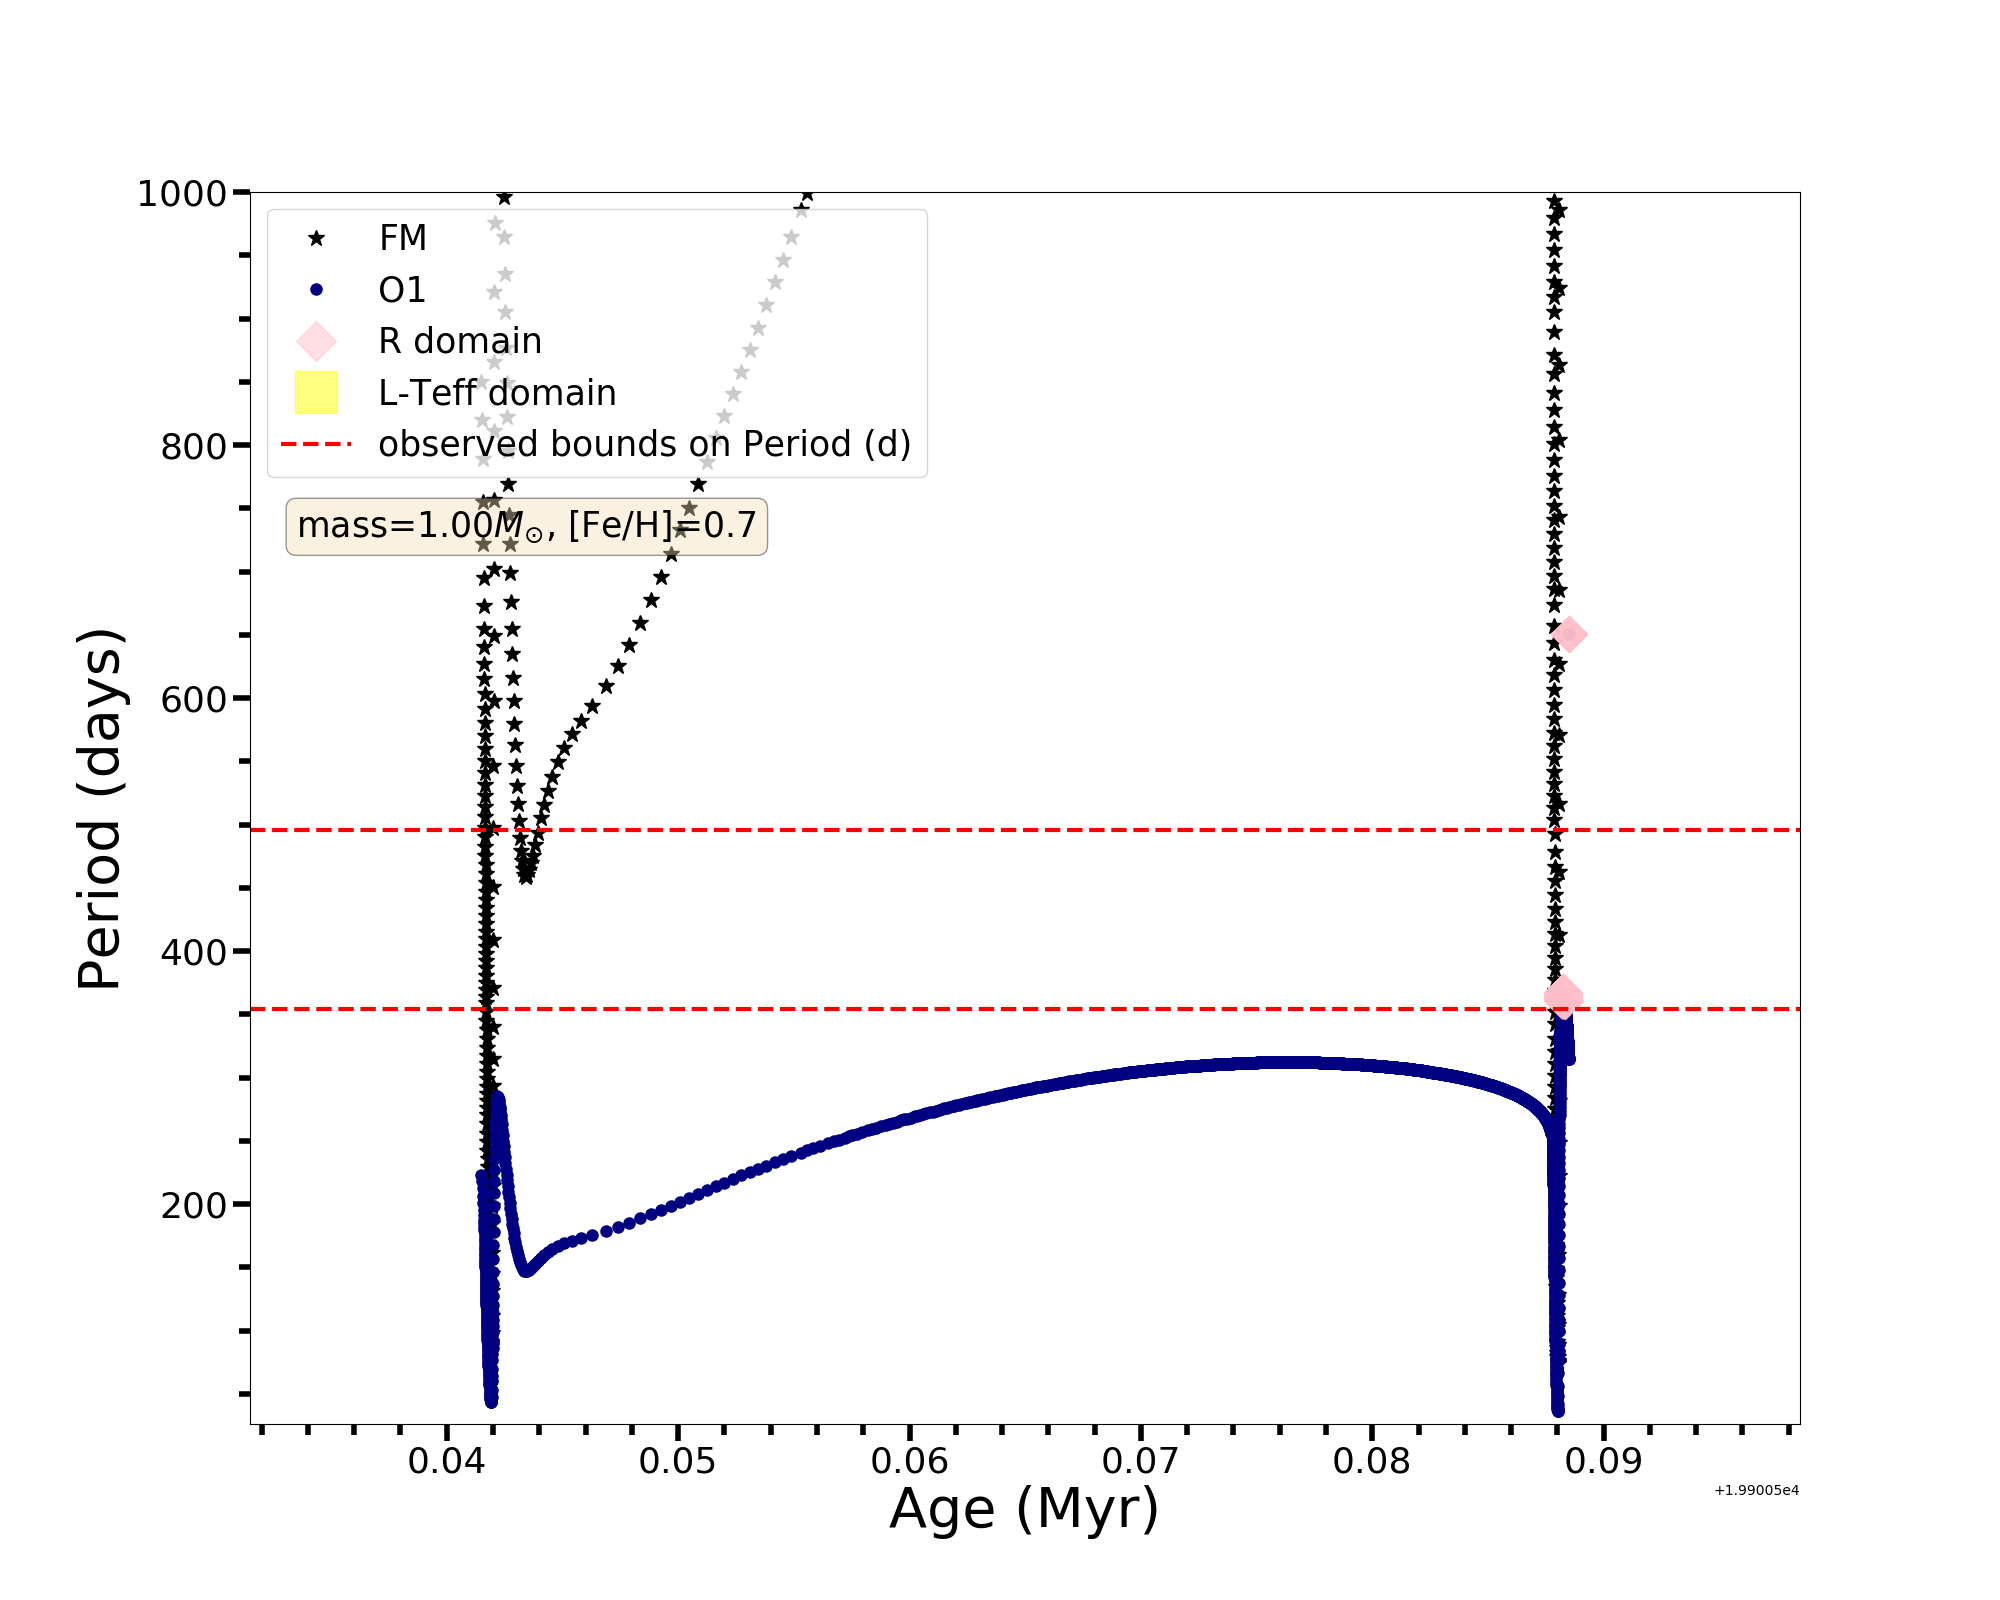 1000
800
600
400
200
Period (days)
FM
O1
R domain
L-Teff domain
observed bounds on Period (d)
mass=1.00M⊙, [Fe/H]=0.7
0.04 0.05 0.06 0.07 0.08 0.09
+1.99005e4
Age (Myr)